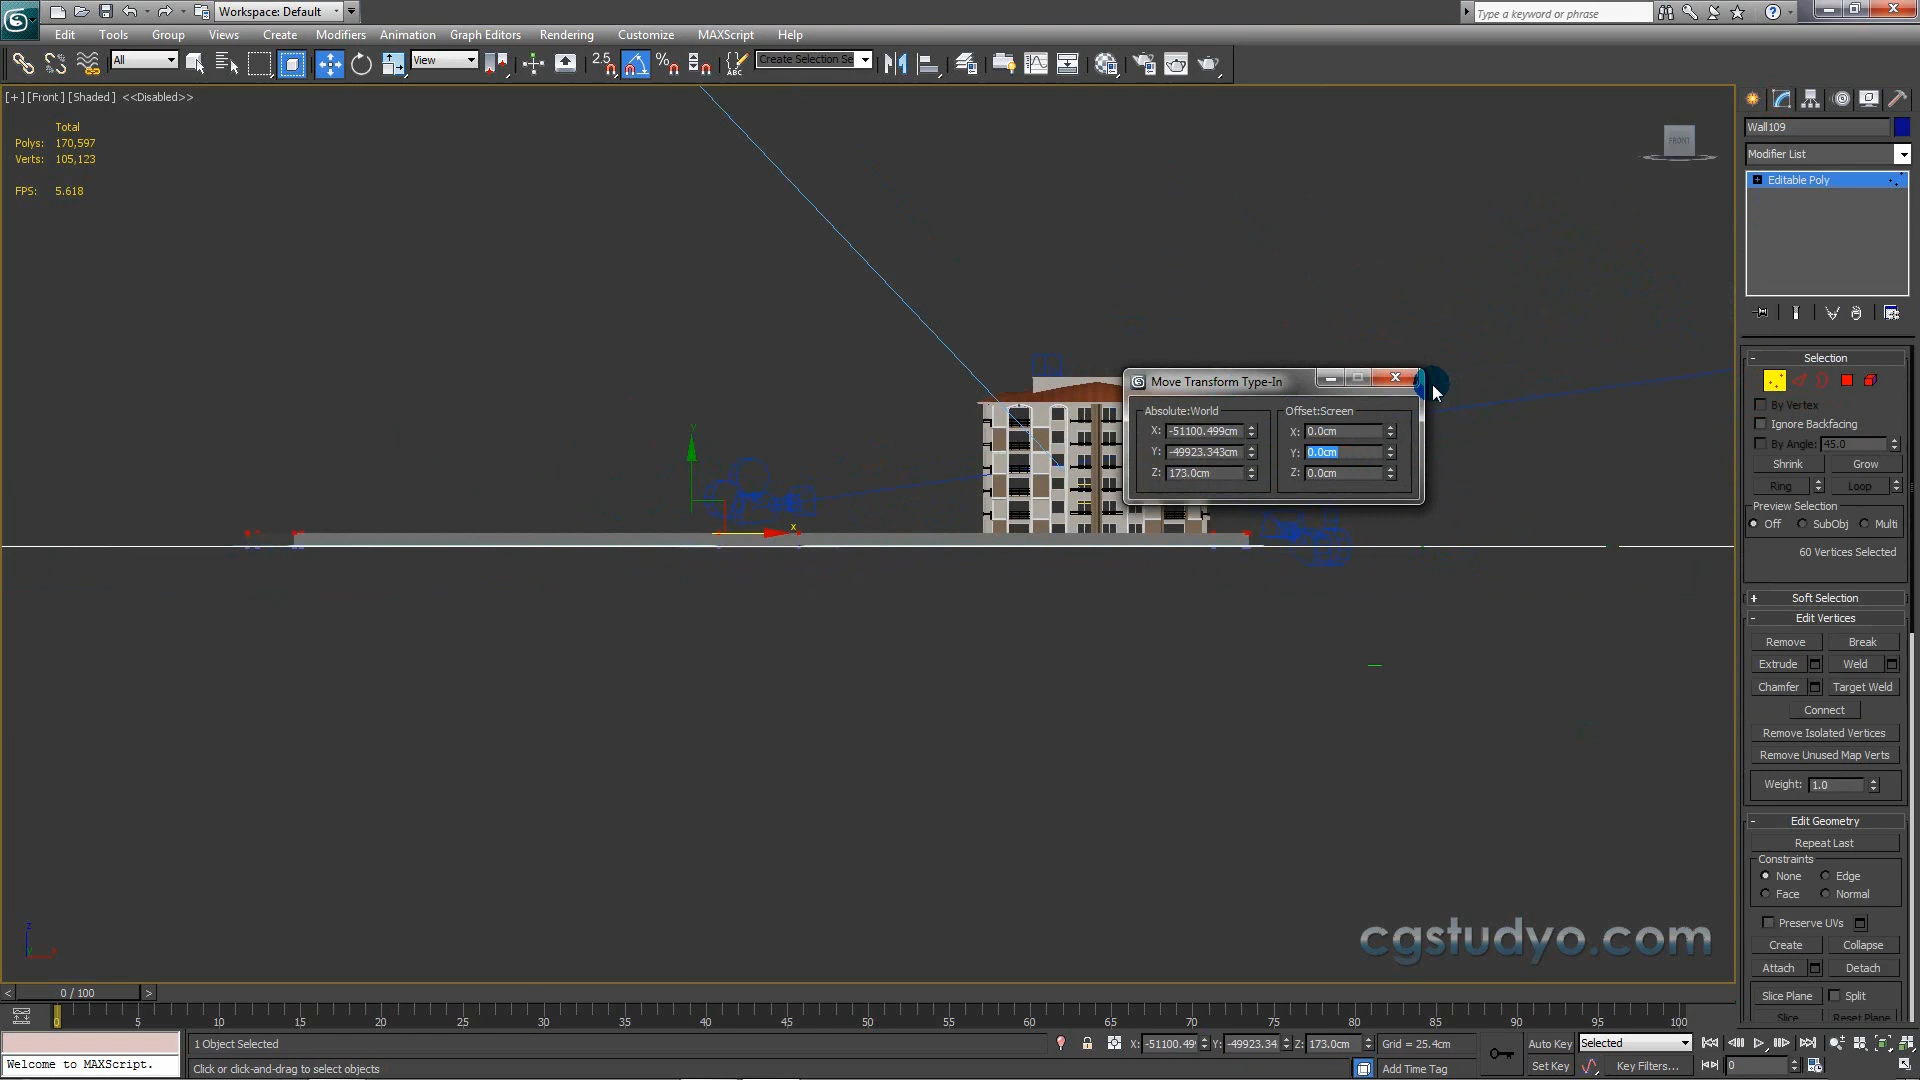 Workspace: Default
Type a keyword or phrase
Edit Tools Group Views Create Modifiers Animation Graph Editors Rendering Customize MAXScript Help
All View 2.5 Create Selection Se
[+] [Front] [Shaded] <<Disabled>>
Total
Polys: 170,597
Verts: 105,123
FPS: 5.618
FRONT
Wall109
Modifier List
Editable Poly
Move Transform Type-In
Absolute:World Offset:Screen
X: -51100.499cm X: 0.0cm
Y: -49923.343cm Y: 0.0cm
Z: 173.0cm Z: 0.0cm
Y
x
z
Selection
By Vertex
Ignore Backfacing
By Angle: 45.0
Shrink Grow
Ring Loop
Preview Selection
Off SubObj Multi
60 Vertices Selected
Soft Selection
Edit Vertices
Remove Break
Extrude Weld
Chamfer Target Weld
Connect
Remove Isolated Vertices
Remove Unused Map Verts
Weight: 1.0
Edit Geometry
Repeat Last
Constraints
None Edge
Face Normal
Preserve UVs
Create Collapse
Attach Detach
Slice Plane Split
Slice Reset Plane
cgstudyo.com
< 0 / 100 >
0 5 10 15 20 25 30 35 40 45 50 55 60 65 70 75 80 85 90 95 100
1 Object Selected X: -51100.49 Y: -49923.34 Z: 173.0cm Grid = 25.4cm Auto Key Selected
Welcome to MAXScript. Click or click-and-drag to select objects Add Time Tag Set Key Key Filters... 0